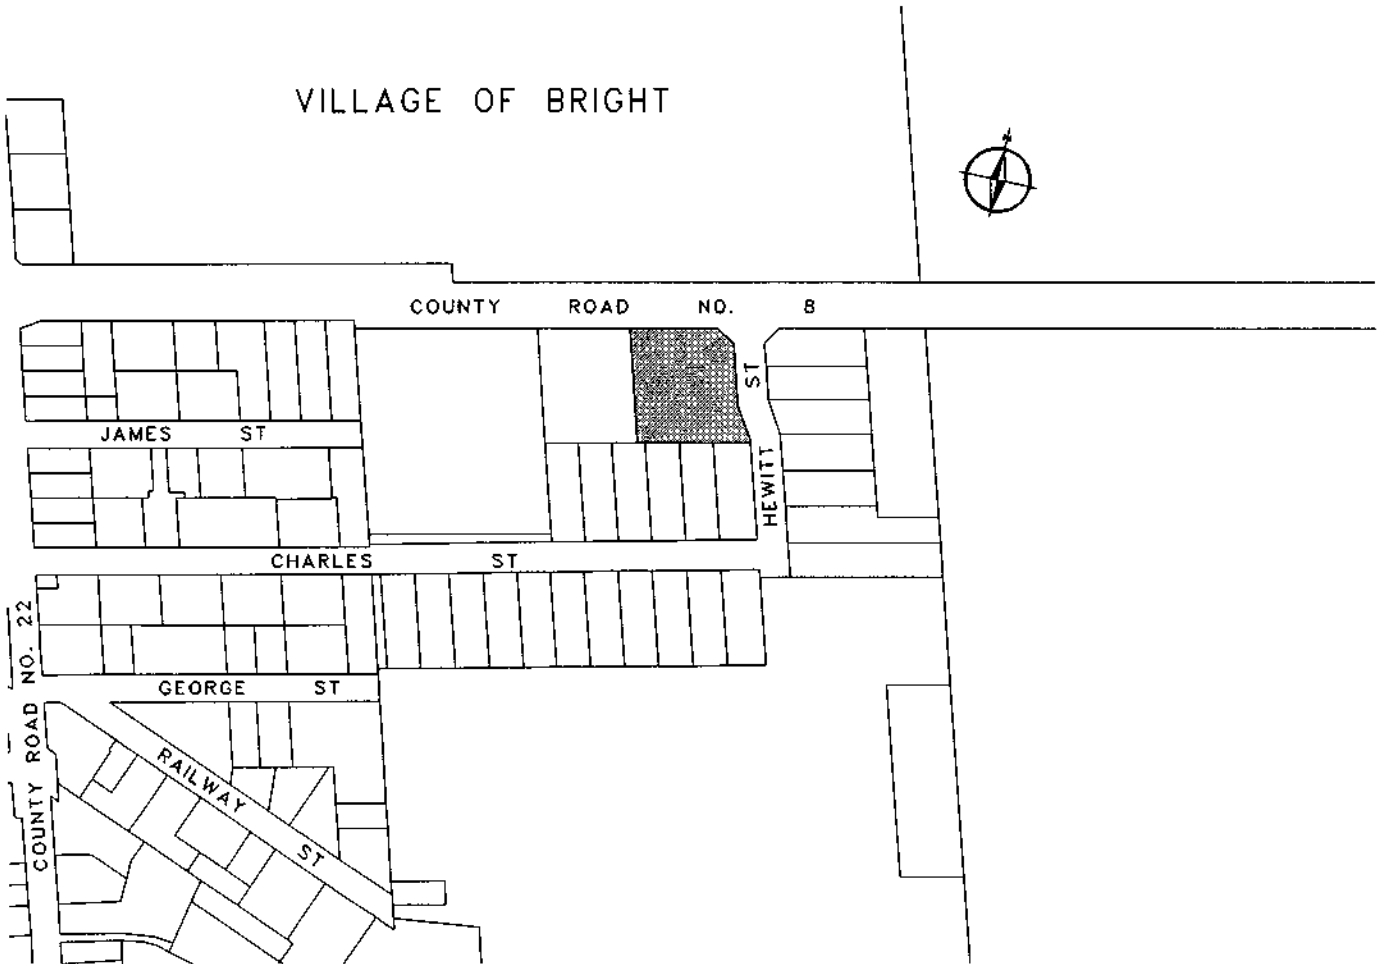 VILLAGE OF BRIGHT
N
COUNTY ROAD NO. 8
ST
JAMES ST
HEWITT
CHARLES ST
COUNTY ROAD NO. 22
GEORGE ST
RAILWAY ST